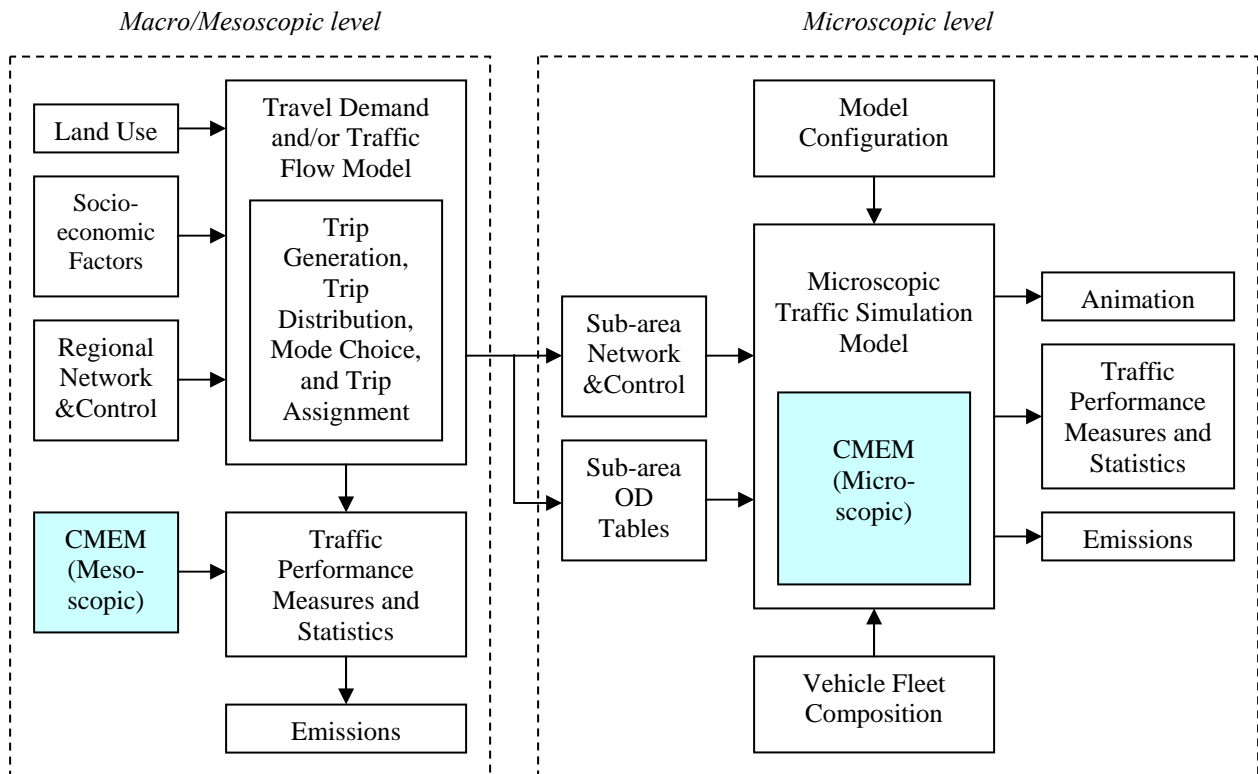 Macro/Mesoscopic level
Microscopic level
Land Use
Socio-
economic
Factors
Regional
Network
&Control
Travel Demand
and/or Traffic
Flow Model
Trip
Generation,
Trip
Distribution,
Mode Choice,
and Trip
Assignment
CMEM
(Meso-
scopic)
Traffic
Performance
Measures and
Statistics
Emissions
Sub-area
Network
&Control
Sub-area
OD
Tables
Model
Configuration
Microscopic
Traffic Simulation
Model
CMEM
(Micro-
scopic)
Vehicle Fleet
Composition
Animation
Traffic
Performance
Measures and
Statistics
Emissions